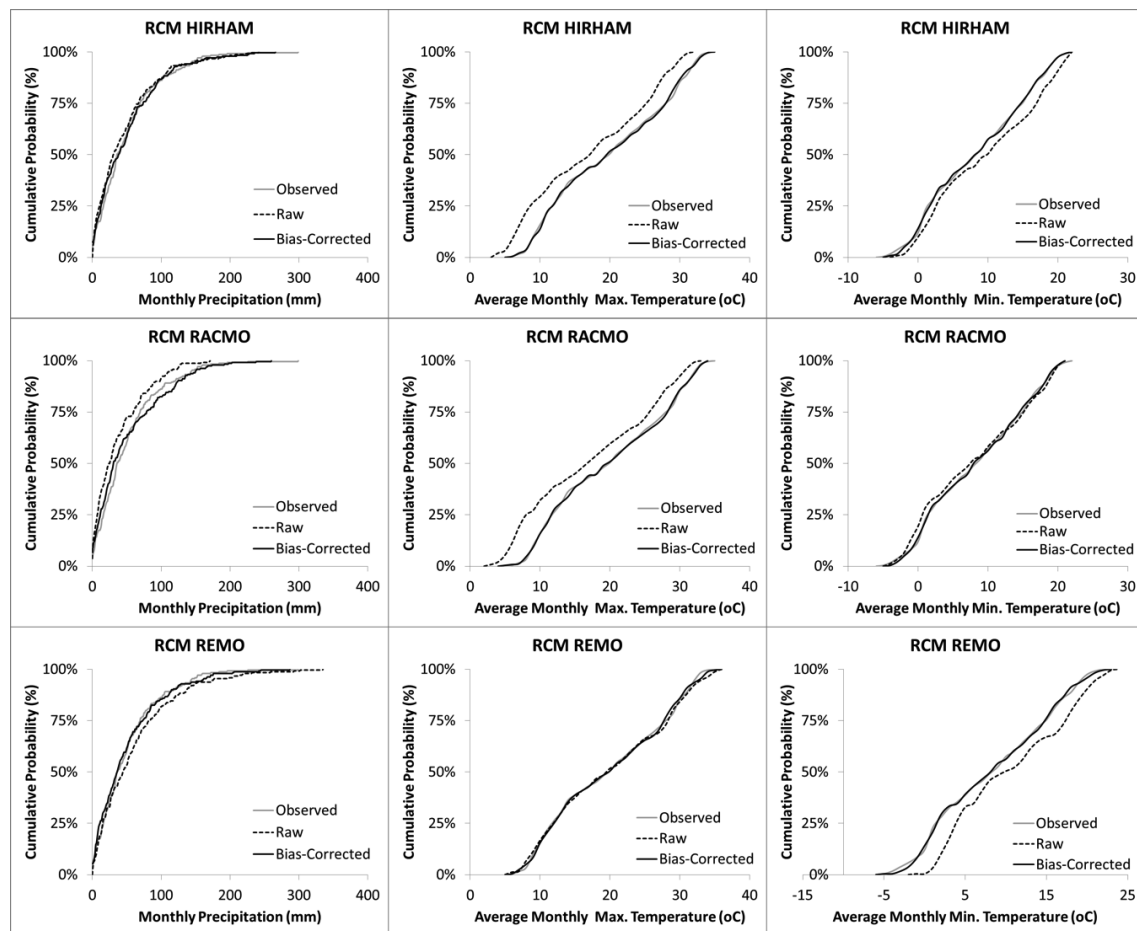 RCM HIRHAM
100%
75%
50%
25%
0%
Cumulative Probability (%)
Observed
Raw
Bias-Corrected
0 100 200 300 400
Monthly Precipitation (mm)
RCM HIRHAM
100%
75%
50%
25%
0%
Cumulative Probability (%)
Observed
Raw
Bias-Corrected
0 10 20 30 40
Average Monthly Max. Temperature (oC)
RCM HIRHAM
100%
75%
50%
25%
0%
Cumulative Probability (%)
Observed
Raw
Bias-Corrected
-10 0 10 20 30
Average Monthly Min. Temperature (oC)
RCM RACMO
100%
75%
50%
25%
0%
Cumulative Probability (%)
Observed
Raw
Bias-Corrected
0 100 200 300 400
Monthly Precipitation (mm)
RCM RACMO
100%
75%
50%
25%
0%
Cumulative Probability (%)
Observed
Raw
Bias-Corrected
0 10 20 30 40
Average Monthly Max. Temperature (oC)
RCM RACMO
100%
75%
50%
25%
0%
Cumulative Probability (%)
Observed
Raw
Bias-Corrected
-10 0 10 20 30
Average Monthly Min. Temperature (oC)
RCM REMO
100%
75%
50%
25%
0%
Cumulative Probability (%)
Observed
Raw
Bias-Corrected
0 100 200 300 400
Monthly Precipitation (mm)
RCM REMO
100%
75%
50%
25%
0%
Cumulative Probability (%)
Observed
Raw
Bias-Corrected
0 10 20 30 40
Average Monthly Max. Temperature (oC)
RCM REMO
100%
75%
50%
25%
0%
Cumulative Probability (%)
Observed
Raw
Bias-Corrected
-15 -5 5 15 25
Average Monthly Min. Temperature (oC)